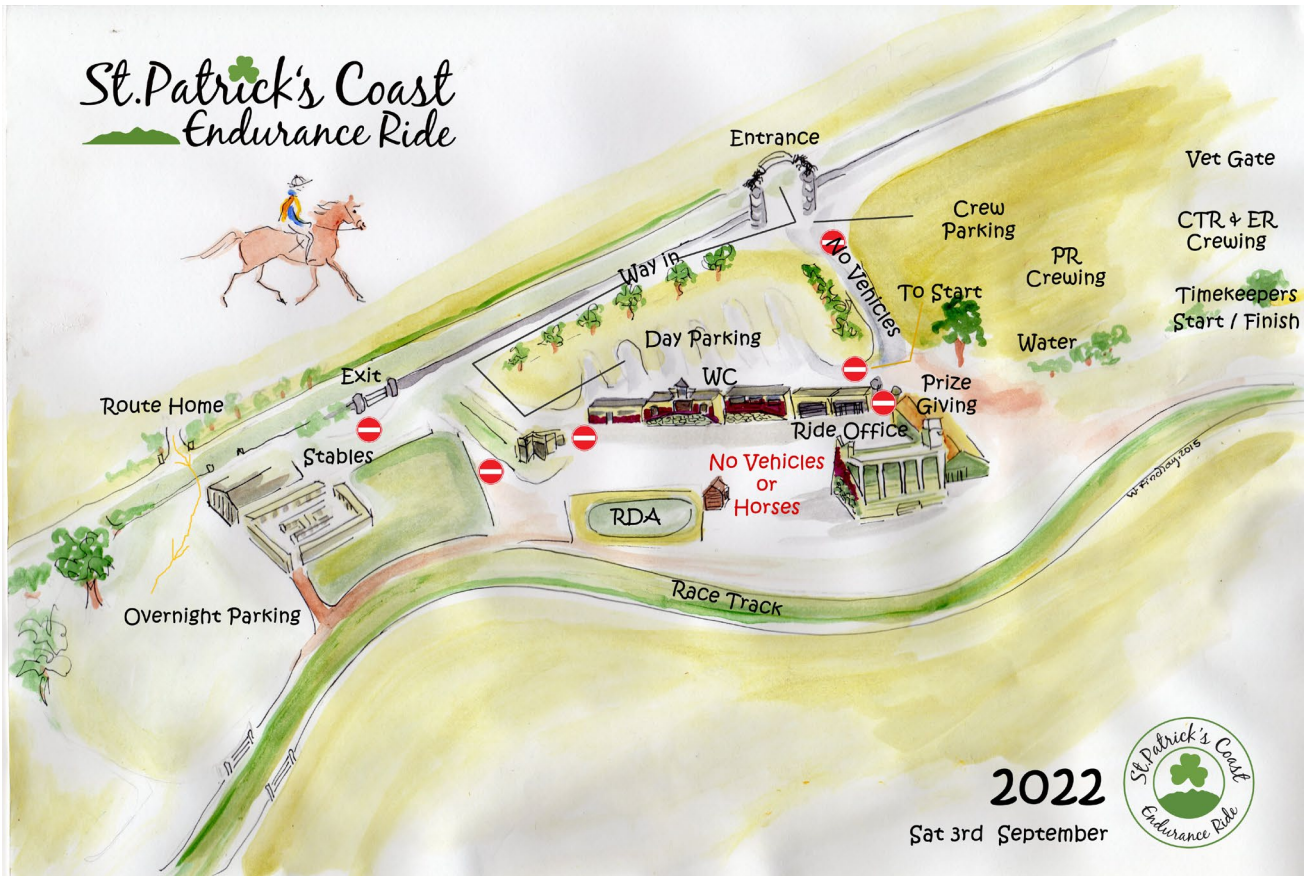 St.Patrick's Coast
Endurance Ride
Entrance
Vet Gate
Crew
Parking
CTR & ER
Crewing
PR
Crewing
Way in
No Vehicles
To Start
Timekeepers
Start / Finish
Day Parking
Water
WC
Exit
Prize
Giving
Route Home
Ride Office
Stables
No Vehicles
or
Horses
RDA
W. Findlay. 2015
Race Track
Overnight Parking
2022
Sat 3rd September
St.Patrick's Coast
Endurance Ride